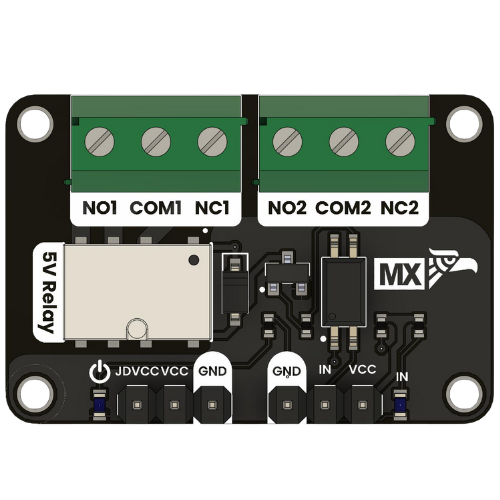 NO1 COM1 NC1
NO2 COM2 NC2
5V Relay
MX
JDVCC VCC GND
GND IN VCC IN